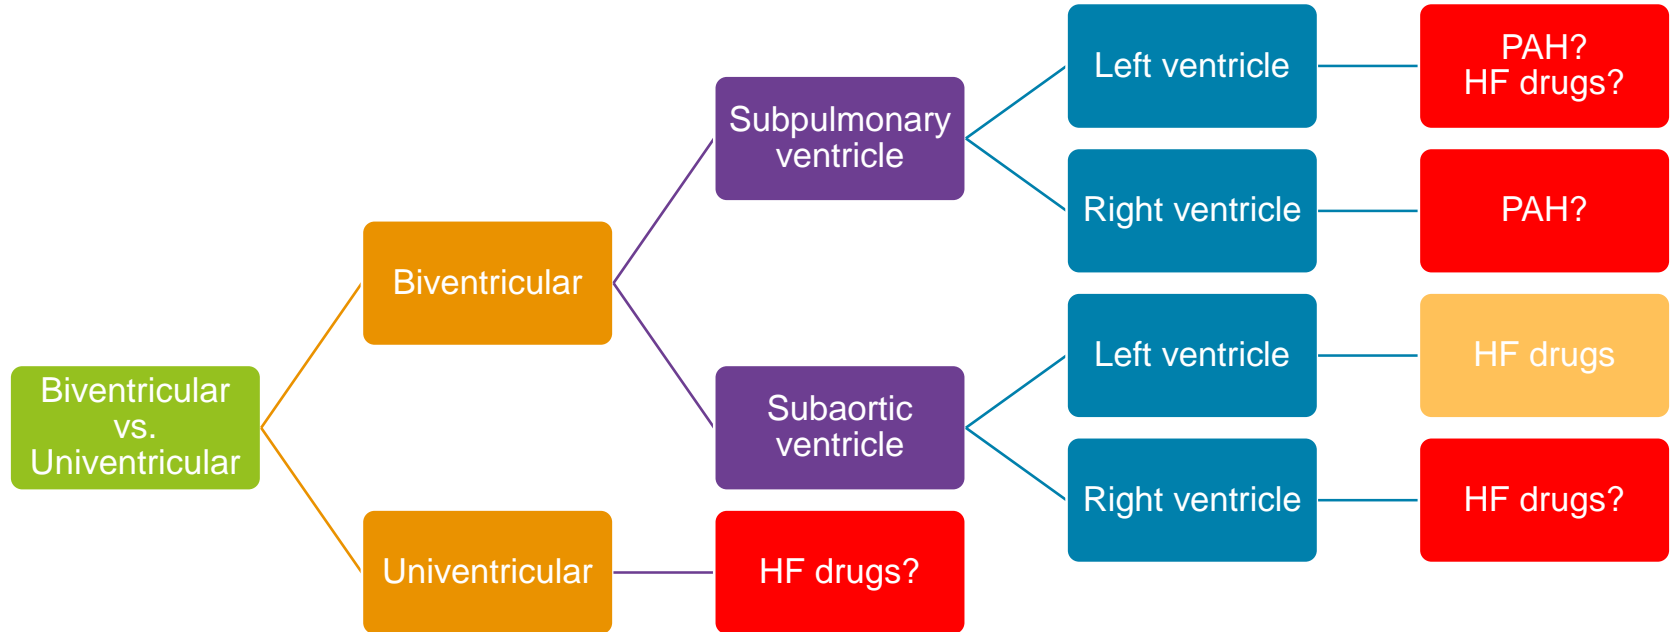 Biventricular
vs.
Univentricular
Biventricular
Univentricular
Subpulmonary
ventricle
Subaortic
ventricle
HF drugs?
Left ventricle
Right ventricle
Left ventricle
Right ventricle
PAH?
HF drugs?
PAH?
HF drugs
HF drugs?